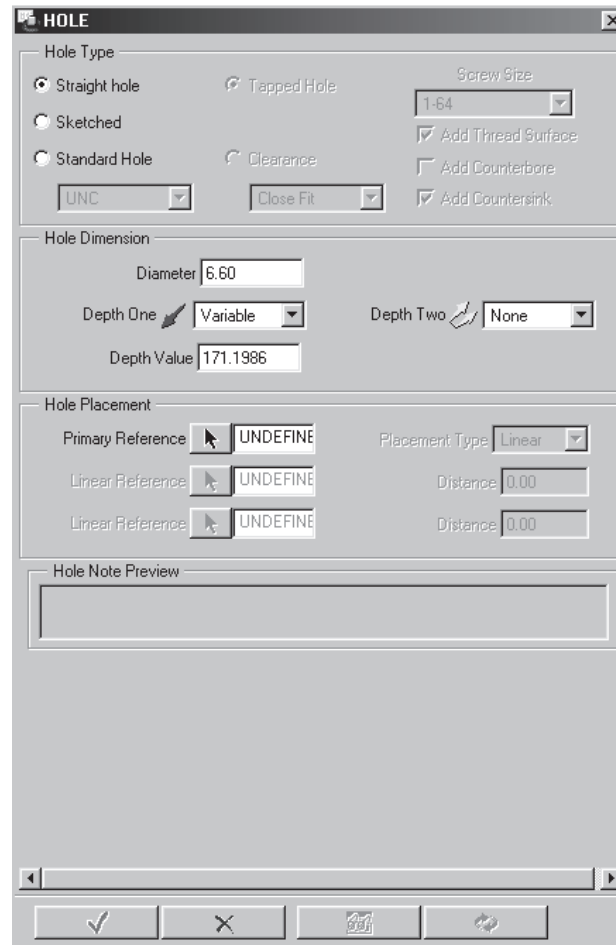 HOLE
Hole Type
Straight hole
Tapped Hole
Screw Size
1-64
Sketched
Add Thread Surface
Standard Hole
Clearance
Add Counterbore
UNC
Close Fit
Add Countersink
Hole Dimension
Diameter 6.60
Depth One Variable
Depth Two None
Depth Value 171.1986
Hole Placement
Primary Reference UNDEFINE
Placement Type Linear
Linear Reference UNDEFINE
Distance 0.00
Linear Reference UNDEFINE
Distance 0.00
Hole Note Preview